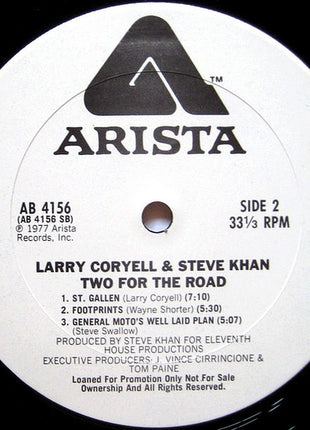 TM
ARISTA
AB 4156
(AB 4156 SB)
℗ 1977 Arista
Records, Inc.
SIDE 2
33⅓ RPM
LARRY CORYELL & STEVE KHAN
TWO FOR THE ROAD
1. ST. GALLEN (Larry Coryell) (7:10)
2. FOOTPRINTS (Wayne Shorter) (5:30)
3. GENERAL MOTO'S WELL LAID PLAN (5:07)
(Steve Swallow)
PRODUCED BY STEVE KHAN FOR ELEVENTH
HOUSE PRODUCTIONS
EXECUTIVE PRODUCERS: J. VINCE CIRRINCIONE &
TOM PAINE
Loaned For Promotion Only Not For Sale
Ownership Reserved By Arista